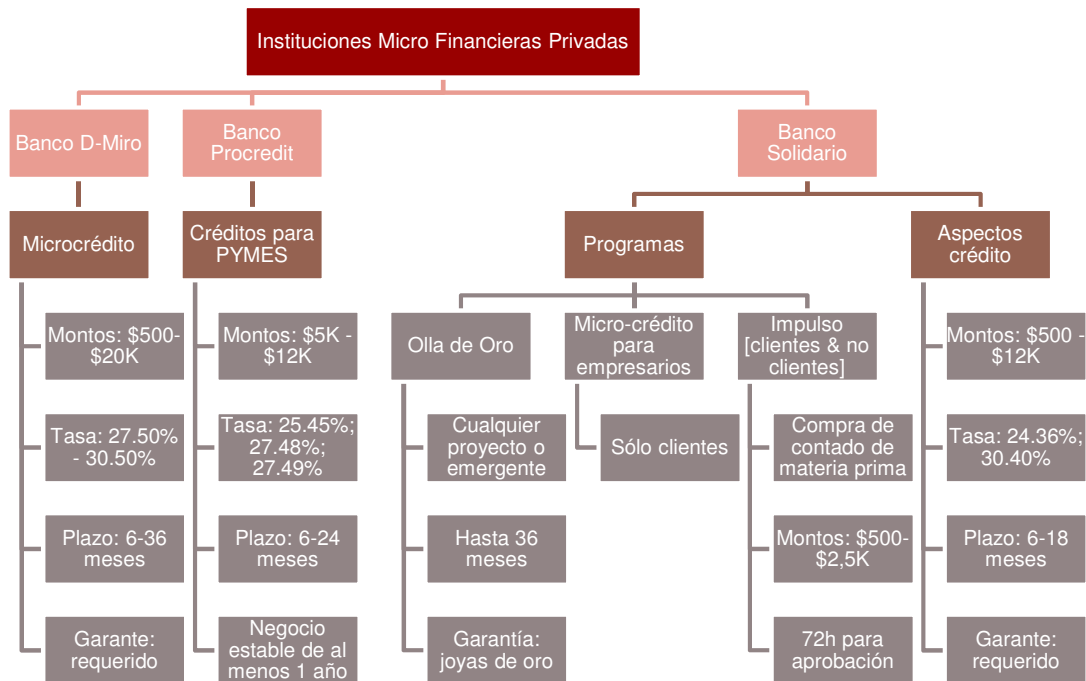 Instituciones Micro Financieras Privadas
Banco D-Miro
Banco
Procredit
Banco
Solidario
Microcrédito
Créditos para
PYMES
Programas
Aspectos
crédito
Montos: $500-
$20K
Tasa: 27.50%
- 30.50%
Plazo: 6-36
meses
Garante:
requerido
Montos: $5K -
$12K
Tasa: 25.45%;
27.48%;
27.49%
Plazo: 6-24
meses
Negocio
estable de al
menos 1 año
Olla de Oro
Cualquier
proyecto o
emergente
Hasta 36
meses
Garantía:
joyas de oro
Micro-crédito
para
empresarios
Sólo clientes
Impulso
[clientes & no
clientes]
Compra de
contado de
materia prima
Montos: $500-
$2,5K
72h para
aprobación
Montos: $500 -
$12K
Tasa: 24.36%;
30.40%
Plazo: 6-18
meses
Garante:
requerido